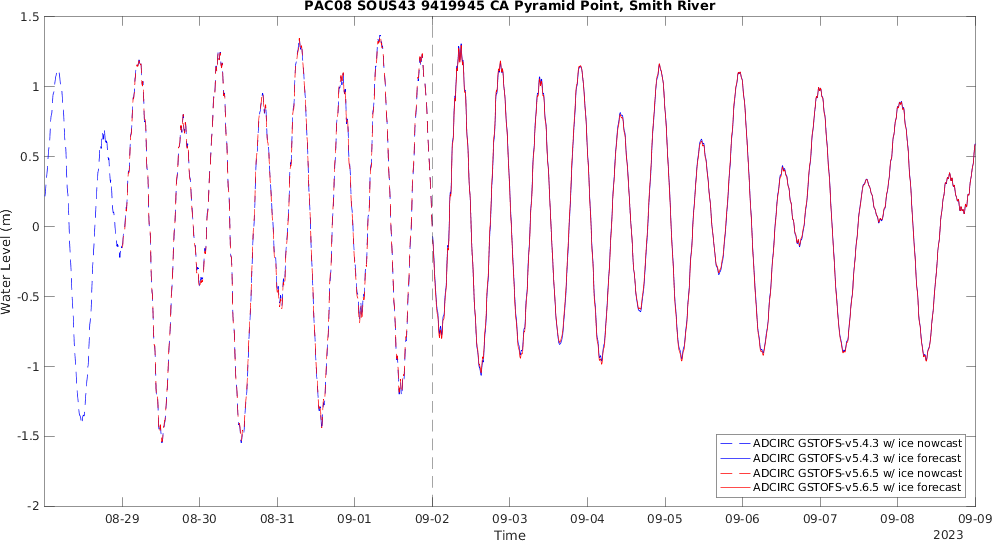 PAC08 SOUS43 9419945 CA Pyramid Point, Smith River
1.5
1
0.5
0
-0.5
-1
-1.5
-2
Water Level (m)
ADCIRC GSTOFS-v5.4.3 w/ ice nowcast
ADCIRC GSTOFS-v5.4.3 w/ ice forecast
ADCIRC GSTOFS-v5.6.5 w/ ice nowcast
ADCIRC GSTOFS-v5.6.5 w/ ice forecast
08-29 08-30 08-31 09-01 09-02 09-03 09-04 09-05 09-06 09-07 09-08 09-09
Time
2023